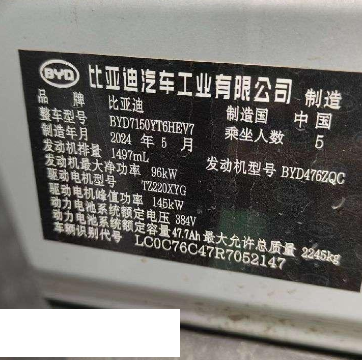 BYD 比亚迪汽车工业有限公司 制造
品牌 比亚迪 制造国 中国
整车型号 BYD7150YT6HEV7 乘坐人数 5
制造年月 2024 年 5 月
发动机排量 1497mL 发动机型号 BYD476ZQC
发动机最大净功率 96kW
驱动电机型号 TZ220XYG
驱动电机峰值功率 145kW
动力电池系统额定电压 384V
动力电池系统额定容量 47.7Ah 最大允许总质量 2245kg
车辆识别代号 LC0C76C47R7052147